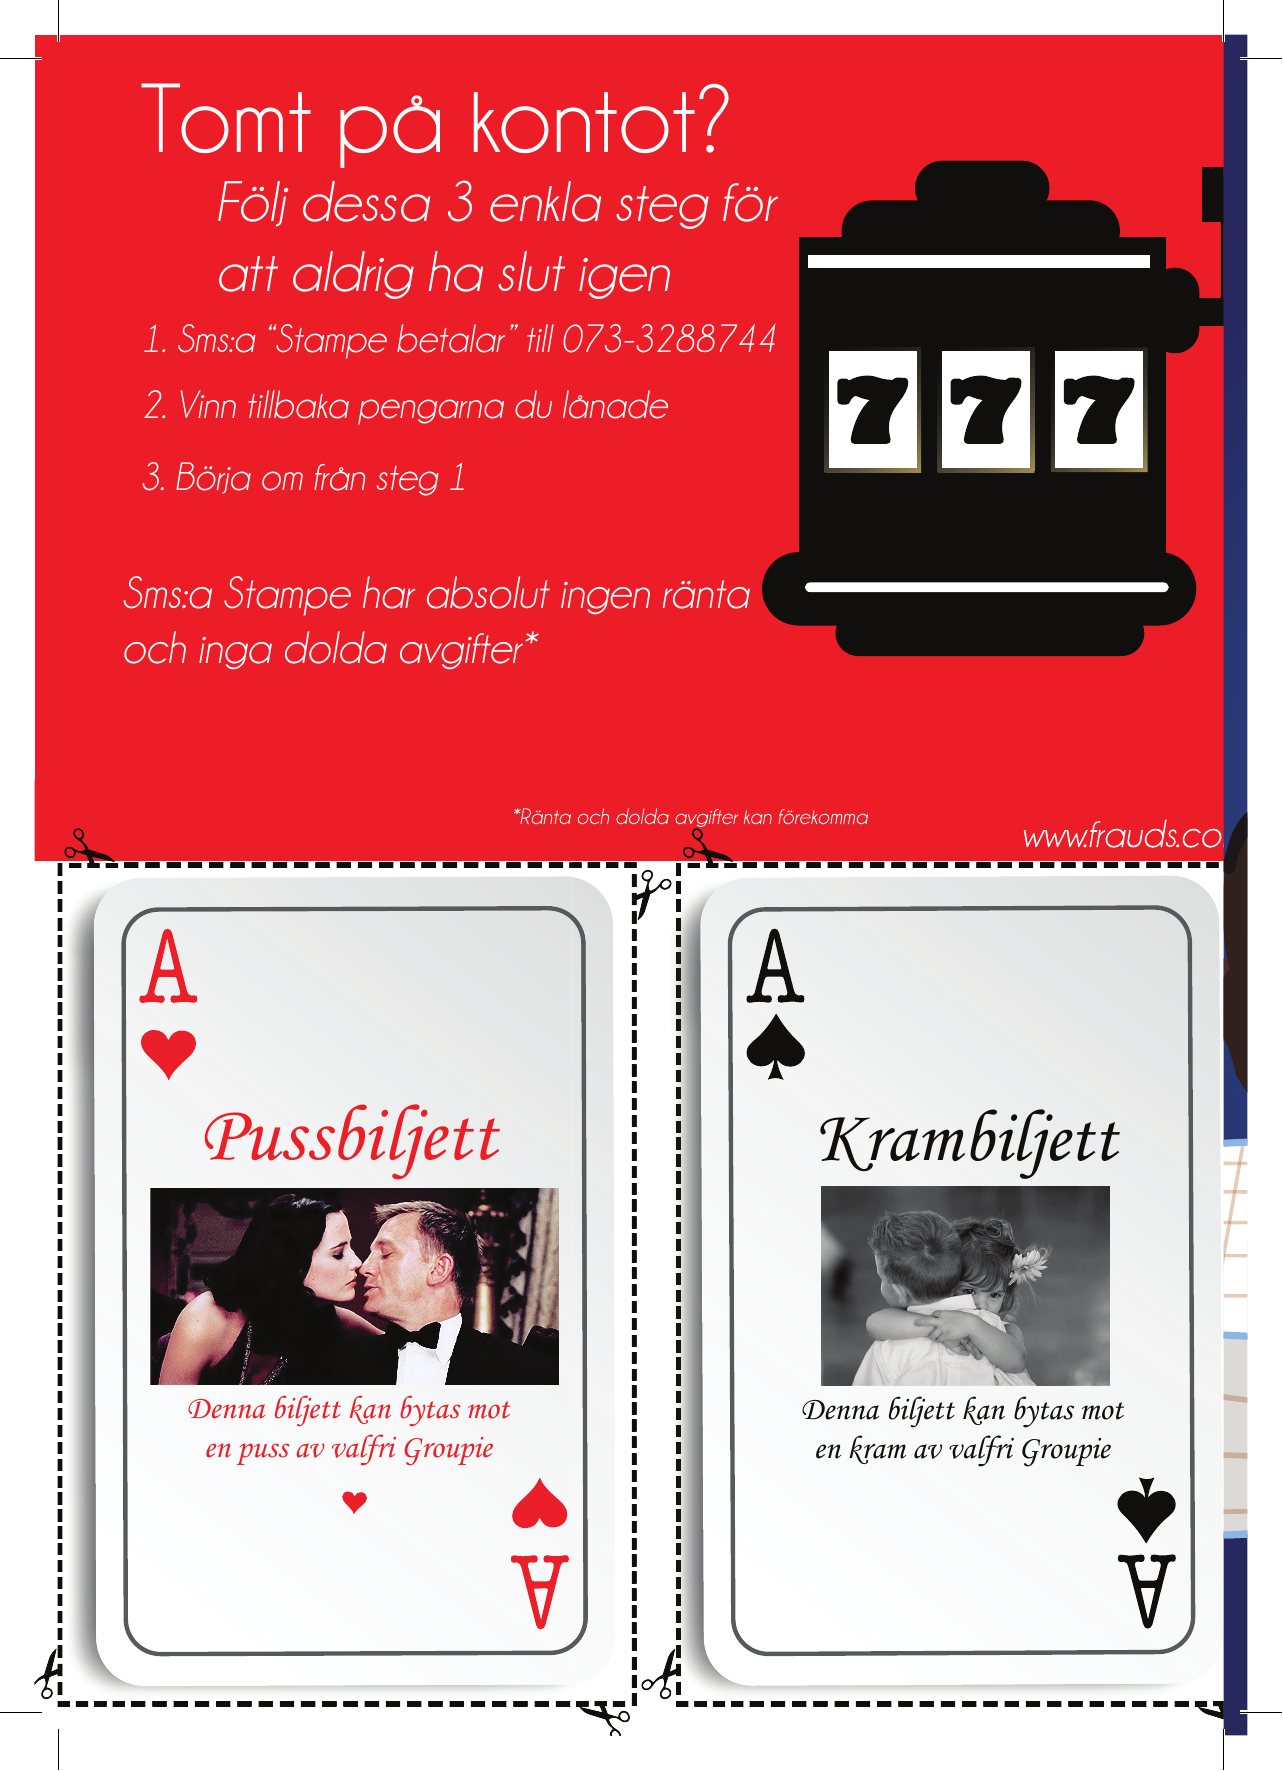 Tomt på kontot?
Följ dessa 3 enkla steg för
att aldrig ha slut igen
1. Sms:a “Stampe betalar” till 073-3288744
2. Vinn tillbaka pengarna du lånade
3. Börja om från steg 1
7 7 7
Sms:a Stampe har absolut ingen ränta
och inga dolda avgifter*
*Ränta och dolda avgifter kan förekomma
www.frauds.co
A
Pussbiljett
Denna biljett kan bytas mot
en puss av valfri Groupie
A
A
Krambiljett
Denna biljett kan bytas mot
en kram av valfri Groupie
A